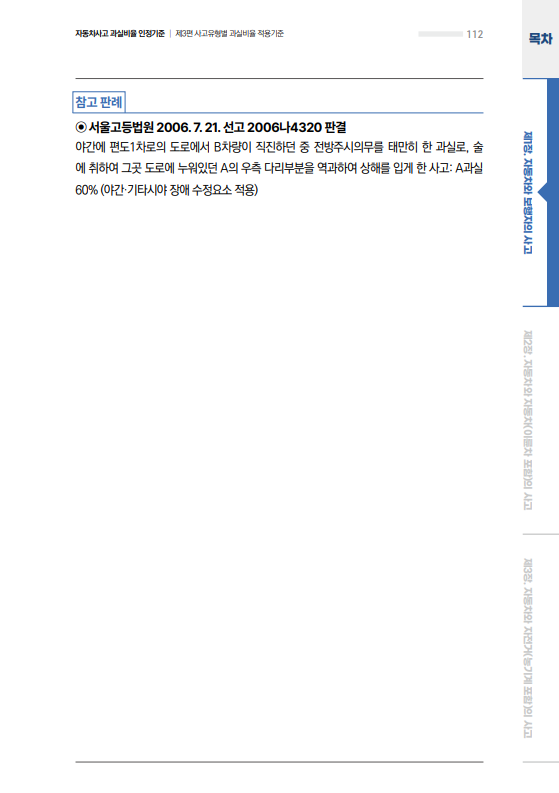 자동차사고 과실비율 인정기준 | 제3편 사고유형별 과실비율 적용기준
112
목차
참고 판례
◉ 서울고등법원 2006. 7. 21. 선고 2006나4320 판결
야간에 편도1차로의 도로에서 B차량이 직진하던 중 전방주시의무를 태만히 한 과실로, 술
에 취하여 그곳 도로에 누워있던 A의 우측 다리부분을 역과하여 상해를 입게 한 사고: A과실
60% (야간·기타시야 장애 수정요소 적용)
제1장. 자동차와 보행자의 사고
제2장. 자동차와 자동차(이륜차 포함)의 사고
제3장. 자동차와 자전거(농기계 포함)의 사고